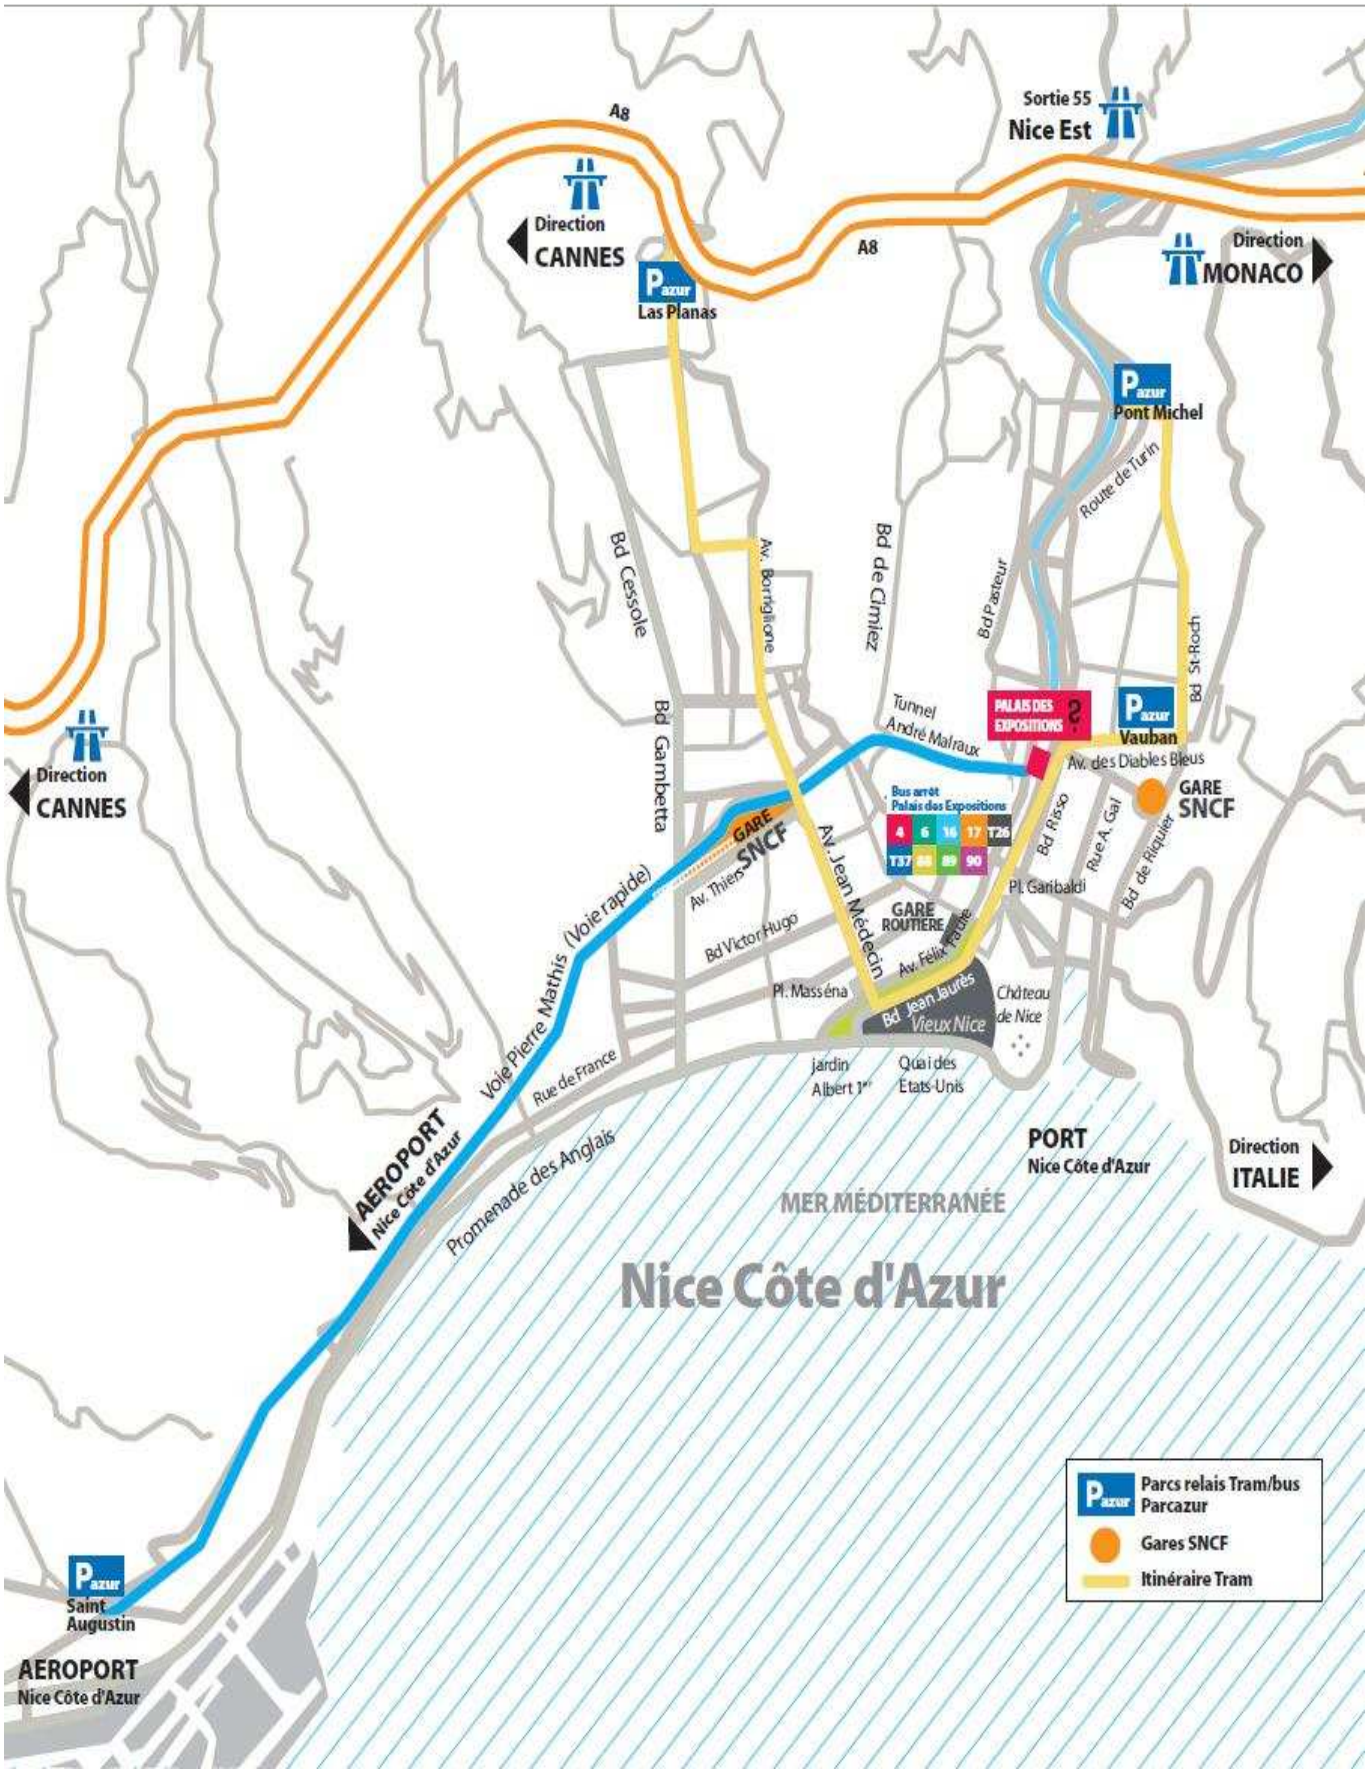 A8
Sortie 55
Nice Est
Direction
CANNES
A8
Direction
MONACO
Pazur
Las Planas
Pazur
Pont Michel
Route de Turin
Bd Cessole
Av. Borriglione
Bd de Cimiez
Bd Pasteur
Bd St-Roch
Bd Gambetta
Tunnel
André Malraux
PALAIS DES
EXPOSITIONS
Pazur
Vauban
Av. des Diables Bleus
Direction
CANNES
GARE
SNCF
Bus arrêt
Palais des Expositions
4 6 16 17 T26
T37 88 89 90
GARE
SNCF
Av. Thiers
Av. Jean Médecin
Bd Risso
Rue A. Gal
Bd de Riquier
Pl. Garibaldi
Voie Pierre Mathis (Voie rapide)
Bd Victor Hugo
GARE
ROUTIERE
Av. Félix Faure
Pl. Masséna
Bd Jean Jaurès
Vieux Nice
Château
de Nice
Rue de France
jardin
Albert 1er
Quai des
Etats-Unis
Promenade des Anglais
AEROPORT
Nice Côte d'Azur
PORT
Nice Côte d'Azur
Direction
ITALIE
MER MÉDITERRANÉE
Nice Côte d'Azur
Pazur
Parcs relais Tram/bus
Parcazur
Gares SNCF
Itinéraire Tram
Pazur
Saint
Augustin
AEROPORT
Nice Côte d'Azur